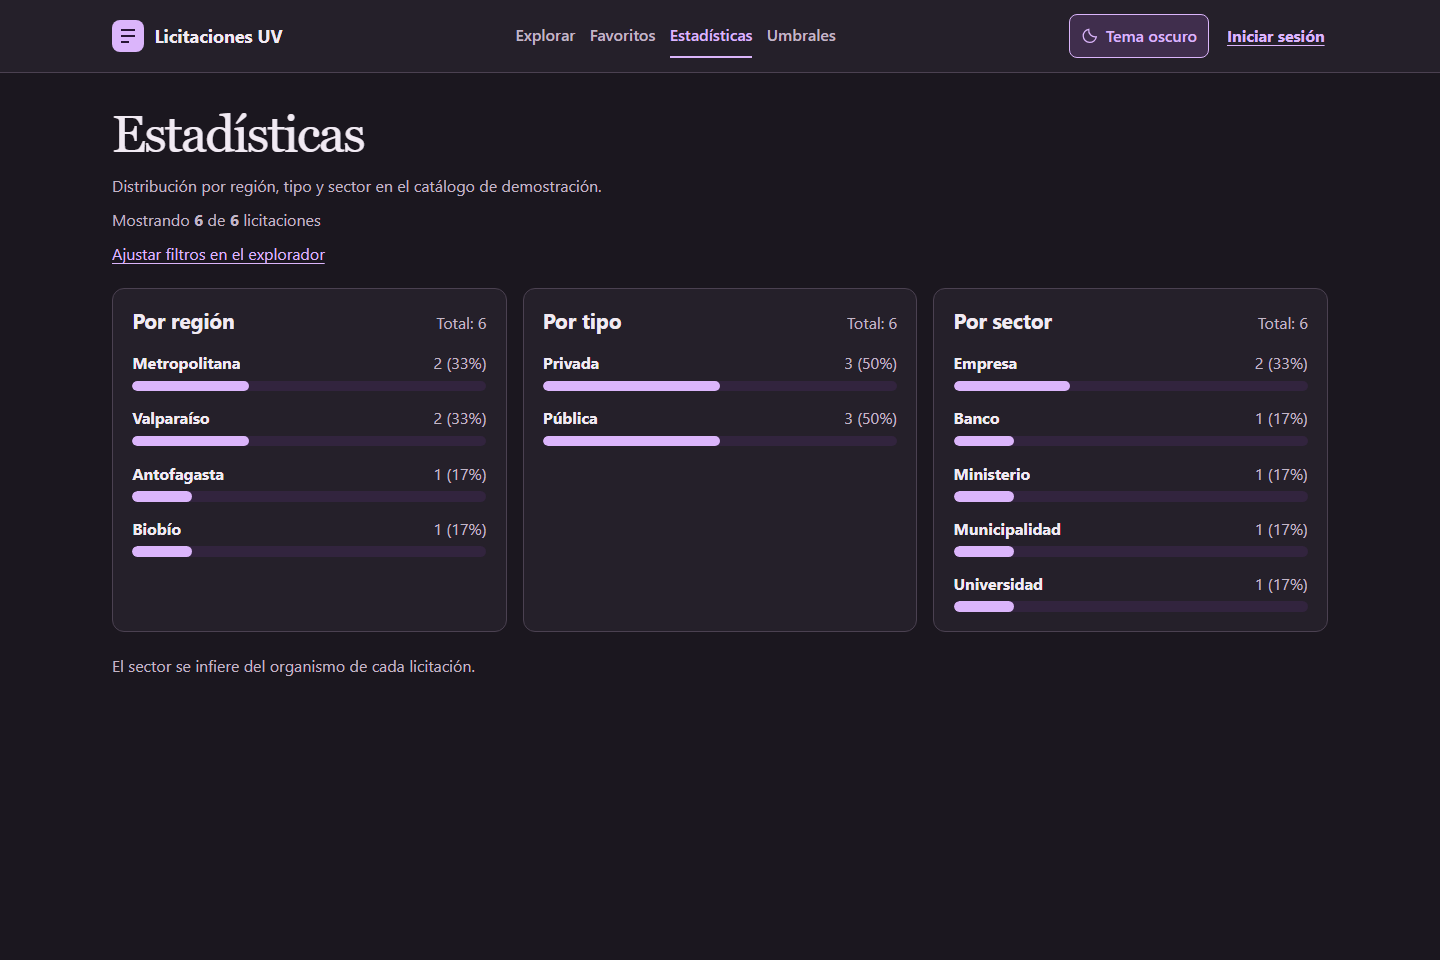 Licitaciones UV
Explorar Favoritos Estadísticas Umbrales
Tema oscuro
Iniciar sesión
Estadísticas
Distribución por región, tipo y sector en el catálogo de demostración.
Mostrando 6 de 6 licitaciones
Ajustar filtros en el explorador
Por región Total: 6
Metropolitana 2 (33%)
Valparaíso 2 (33%)
Antofagasta 1 (17%)
Biobío 1 (17%)
Por tipo Total: 6
Privada 3 (50%)
Pública 3 (50%)
Por sector Total: 6
Empresa 2 (33%)
Banco 1 (17%)
Ministerio 1 (17%)
Municipalidad 1 (17%)
Universidad 1 (17%)
El sector se infiere del organismo de cada licitación.